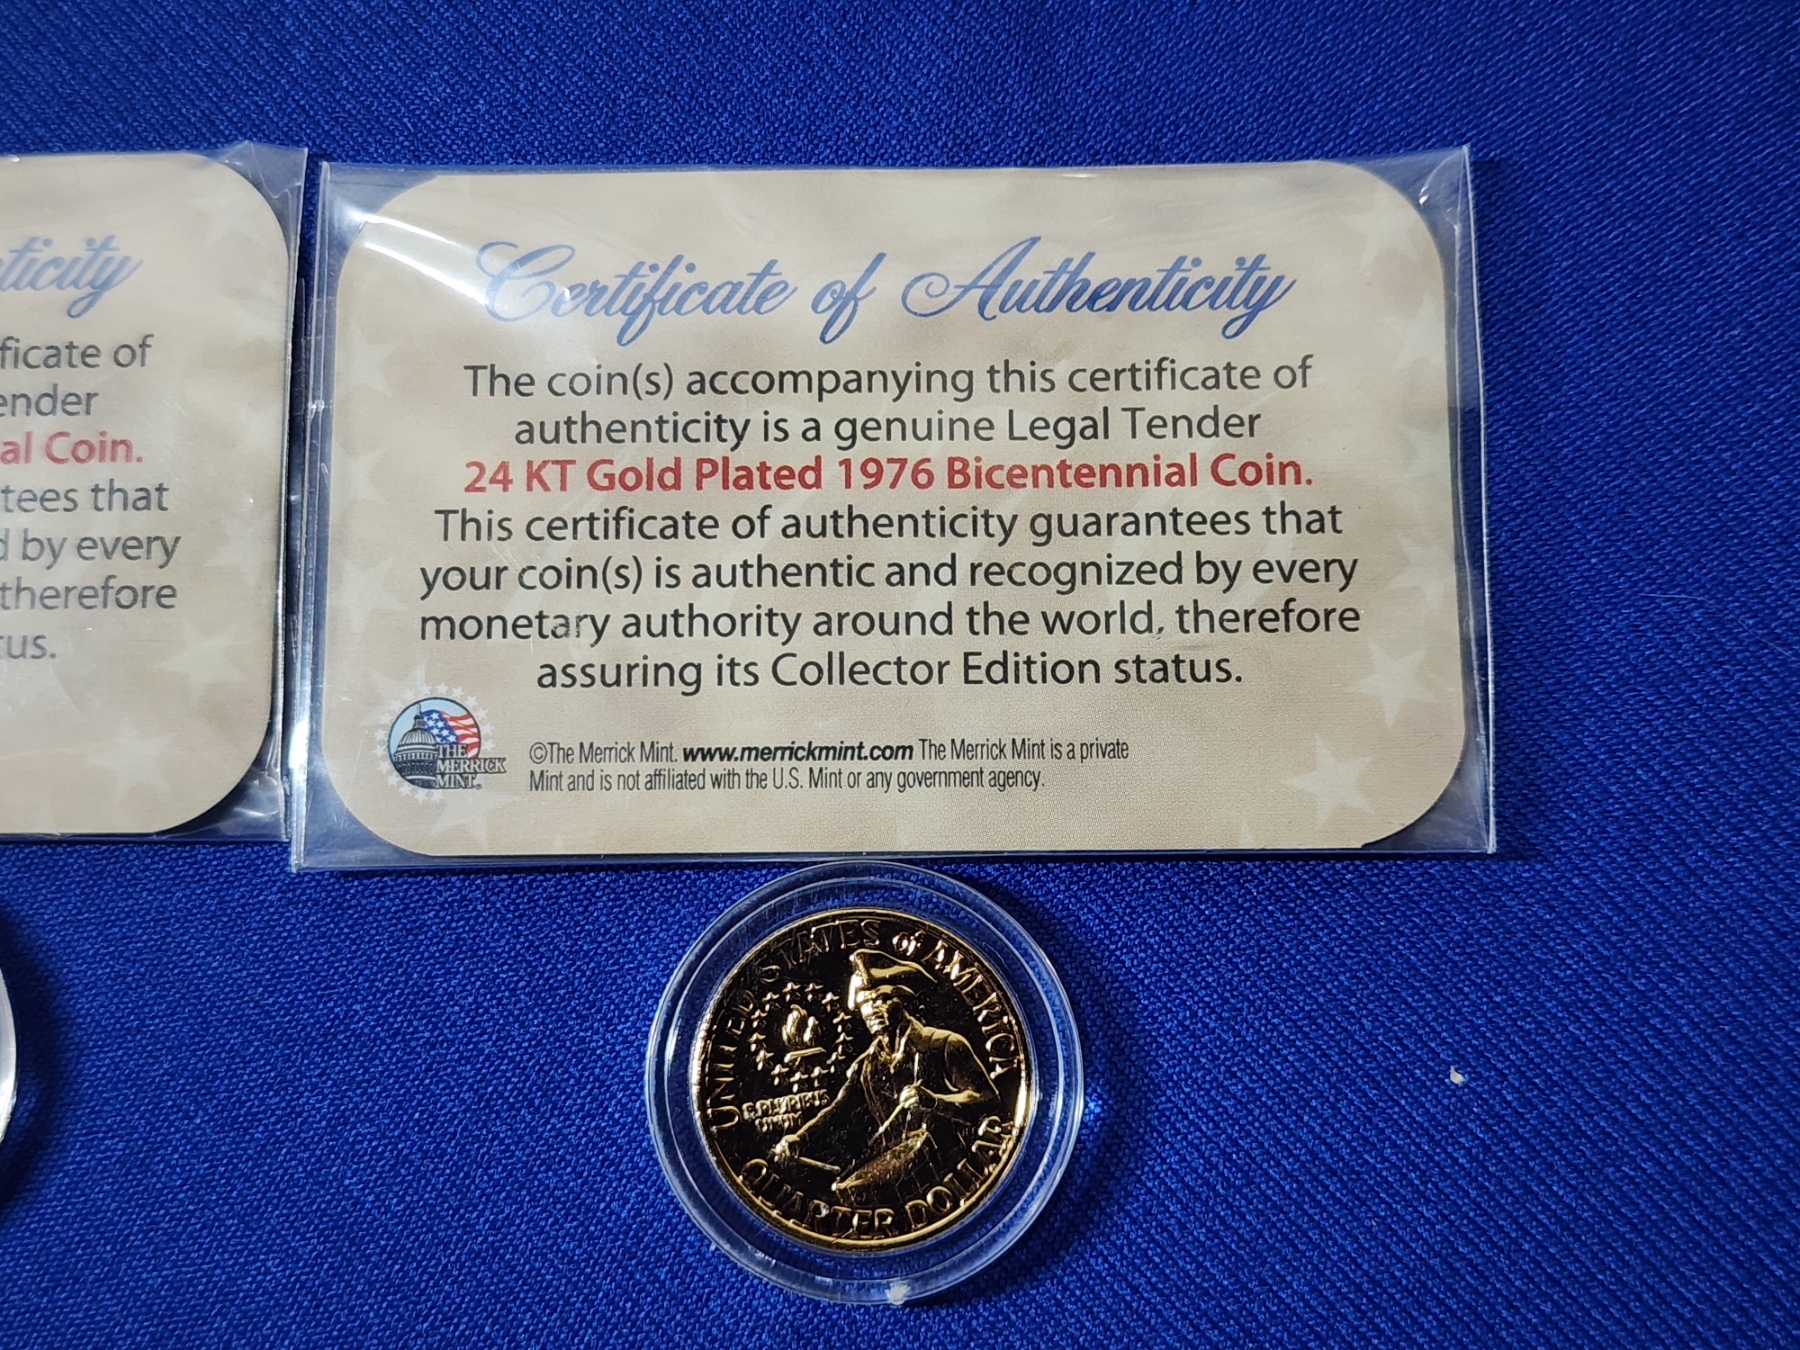 ticity
ficate of
ender
al Coin.
tees that
d by every
therefore
tus.
Certificate of Authenticity
The coin(s) accompanying this certificate of
authenticity is a genuine Legal Tender
24 KT Gold Plated 1976 Bicentennial Coin.
This certificate of authenticity guarantees that
your coin(s) is authentic and recognized by every
monetary authority around the world, therefore
assuring its Collector Edition status.
THE
MERRICK
MINT.
©The Merrick Mint. www.merrickmint.com The Merrick Mint is a private
Mint and is not affiliated with the U.S. Mint or any government agency.
UNITED STATES of AMERICA
E PLURIBUS
UNUM
QUARTER DOLLAR